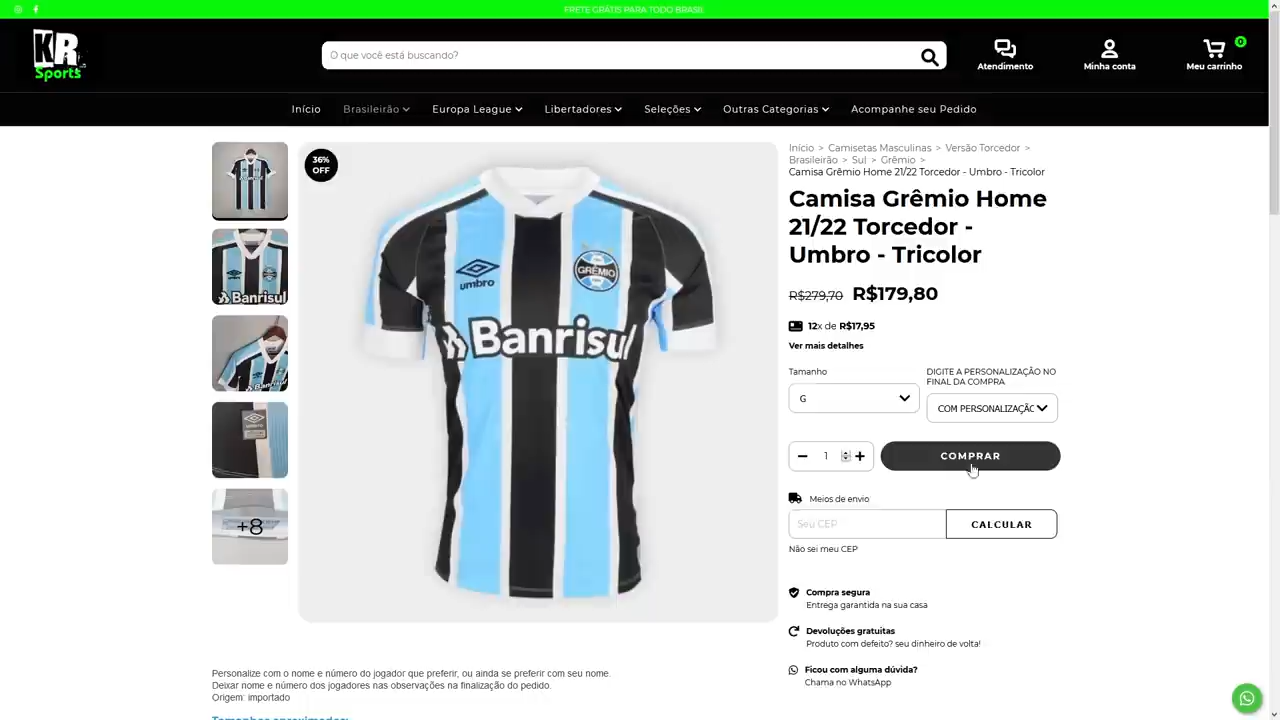 FRETE GRÁTIS PARA TODO BRASIL
KR
Sports
O que você está buscando?
Atendimento
Minha conta
0
Meu carrinho
Início
Brasileirão
Europa League
Libertadores
Seleções
Outras Categorias
Acompanhe seu Pedido
36%
OFF
umbro
GRÊMIO
Banrisul
Banrisul
Banrisul
+8
Início > Camisetas Masculinas > Versão Torcedor >
Brasileirão > Sul > Grêmio >
Camisa Grêmio Home 21/22 Torcedor - Umbro - Tricolor
Camisa Grêmio Home
21/22 Torcedor -
Umbro - Tricolor
R$279,70 R$179,80
12x de R$17,95
Ver mais detalhes
Tamanho
G
DIGITE A PERSONALIZAÇÃO NO
FINAL DA COMPRA
COM PERSONALIZAÇÃO
1
COMPRAR
Meios de envio
Seu CEP
CALCULAR
Não sei meu CEP
Compra segura
Entrega garantida na sua casa
Devoluções gratuitas
Produto com defeito? seu dinheiro de volta!
Ficou com alguma dúvida?
Chama no WhatsApp
Personalize com o nome e número do jogador que preferir, ou ainda se preferir com seu nome.
Deixar nome e número dos jogadores nas observações na finalização do pedido.
Origem: importado
Tamanhos aproximados: